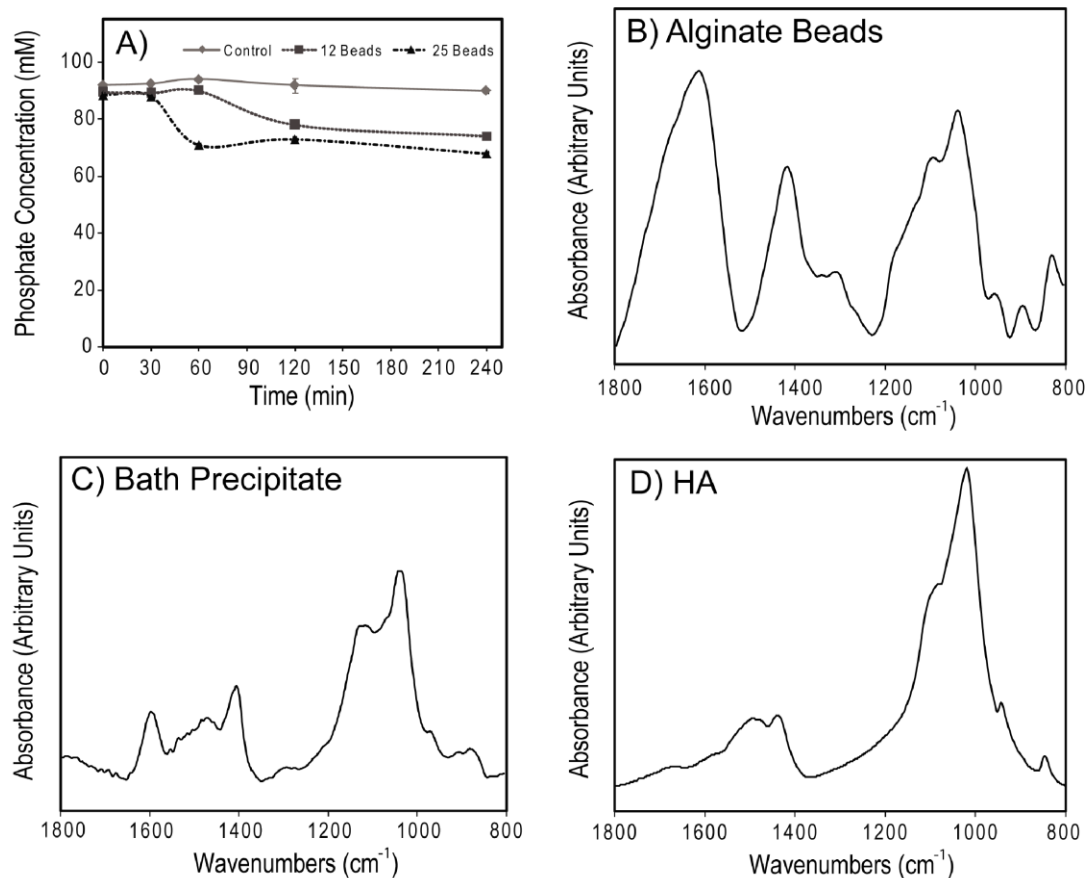 A)
Control 12 Beads 25 Beads
Phosphate Concentration (mM)
100
80
60
40
20
0
0 30 60 90 120 150 180 210 240
Time (min)
B) Alginate Beads
Absorbance (Arbitrary Units)
1800 1600 1400 1200 1000 800
Wavenumbers (cm⁻¹)
C) Bath Precipitate
Absorbance (Arbitrary Units)
1800 1600 1400 1200 1000 800
Wavenumbers (cm⁻¹)
D) HA
Absorbance (Arbitrary Units)
1800 1600 1400 1200 1000 800
Wavenumbers (cm⁻¹)